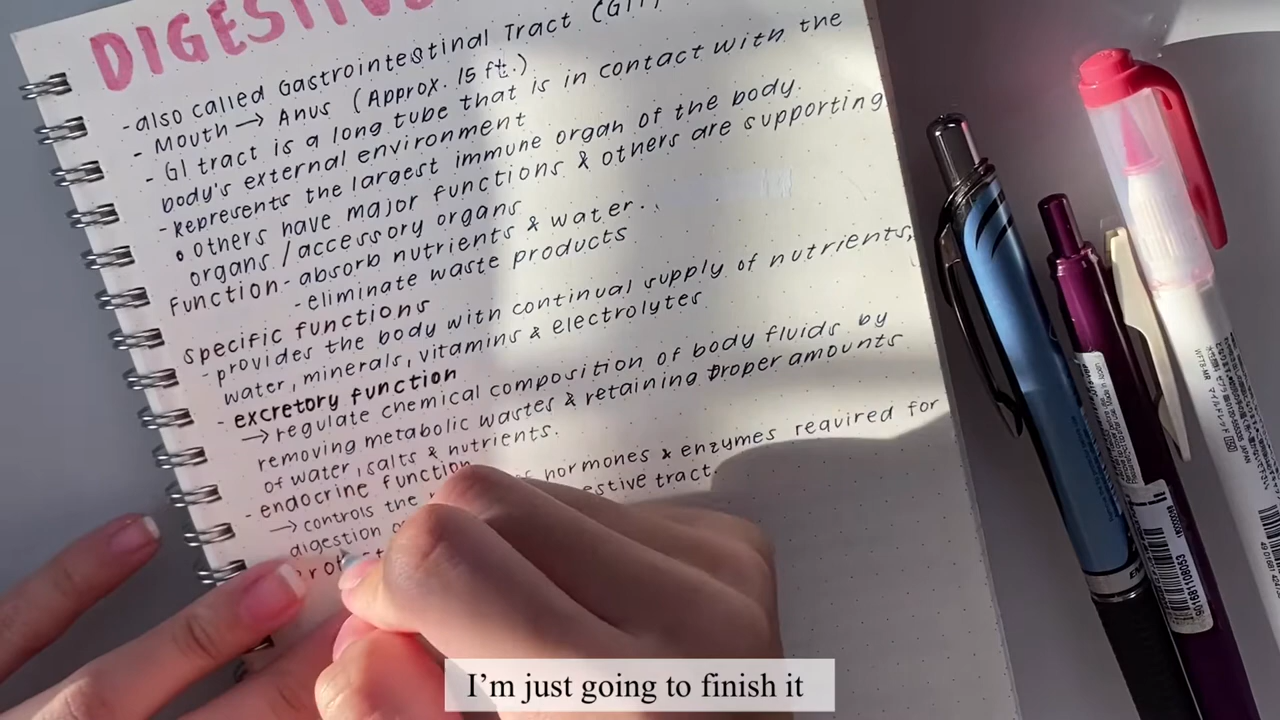 DIGESTIVE
- also called Gastrointestinal Tract (GIT)
- Mouth → Anus (Approx. 15 ft.)
- GI tract is a long tube that is in contact with the
body's external environment
- Represents the largest immune organ of the body.
• others have major functions & others are supporting
organs / accessory organs
Function - absorb nutrients & water.
- eliminate waste products
specific functions
- provides the body with continual supply of nutrients,
water, minerals, vitamins & electrolytes
- excretory function
→ regulate chemical composition of body fluids by
removing metabolic wastes & retaining proper amounts
of water, salts & nutrients.
- endocrine function
→ controls the hormones & enzymes required for
digestion estive tract.
I'm just going to finish it